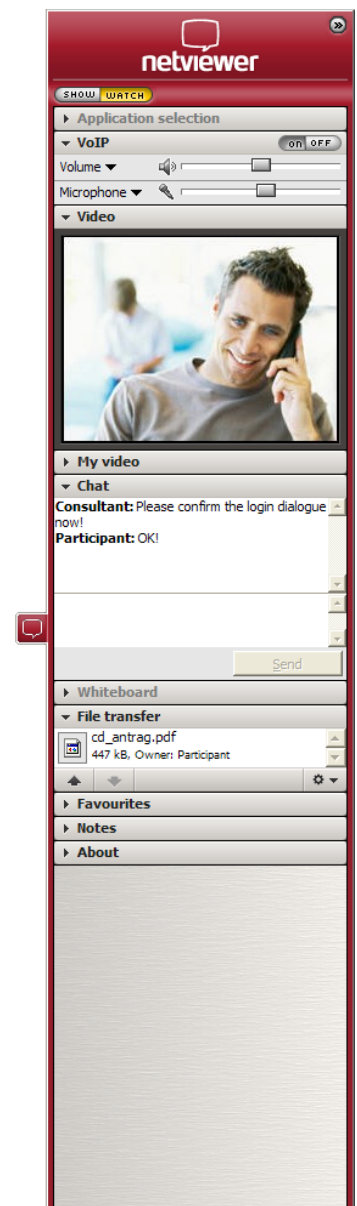 netviewer
SHOW WATCH
Application selection
VoIP
on OFF
Volume
Microphone
Video
My video
Chat
Consultant: Please confirm the login dialogue
now!
Participant: OK!
Send
Whiteboard
File transfer
cd_antrag.pdf
447 kB, Owner: Participant
Favourites
Notes
About